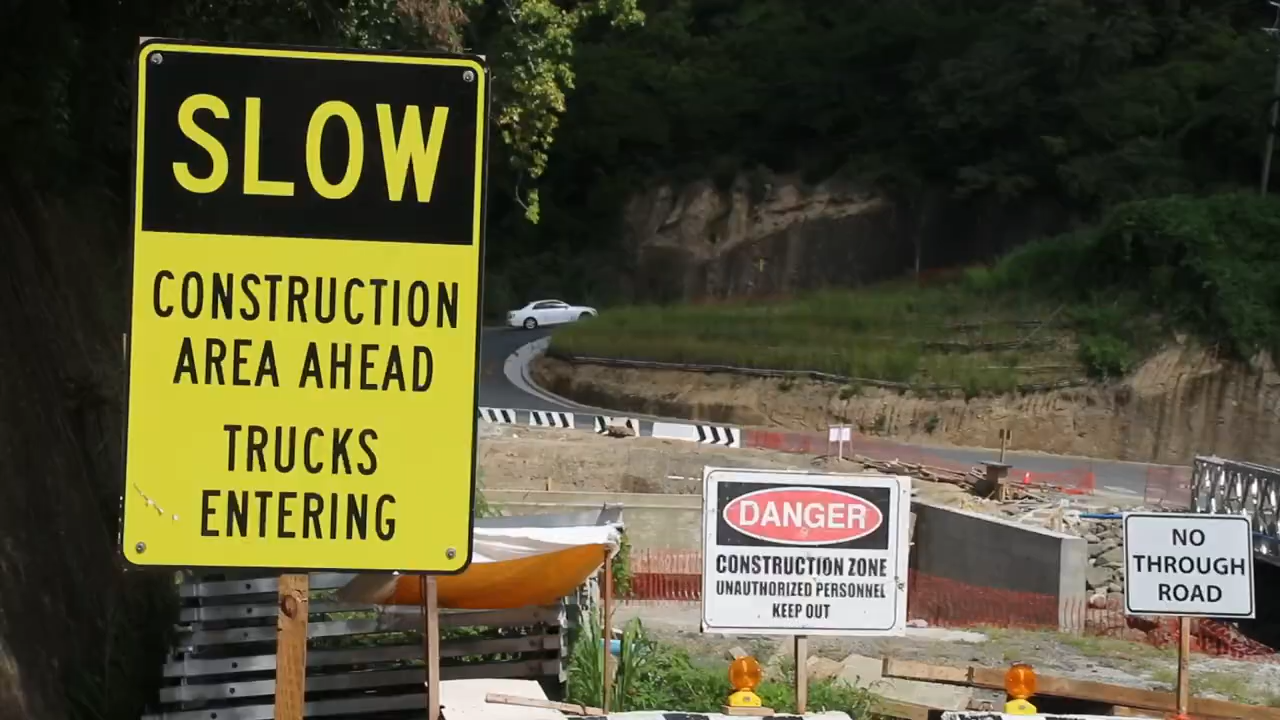 SLOW
CONSTRUCTION
AREA AHEAD
TRUCKS
ENTERING
DANGER
CONSTRUCTION ZONE
UNAUTHORIZED PERSONNEL
KEEP OUT
NO
THROUGH
ROAD